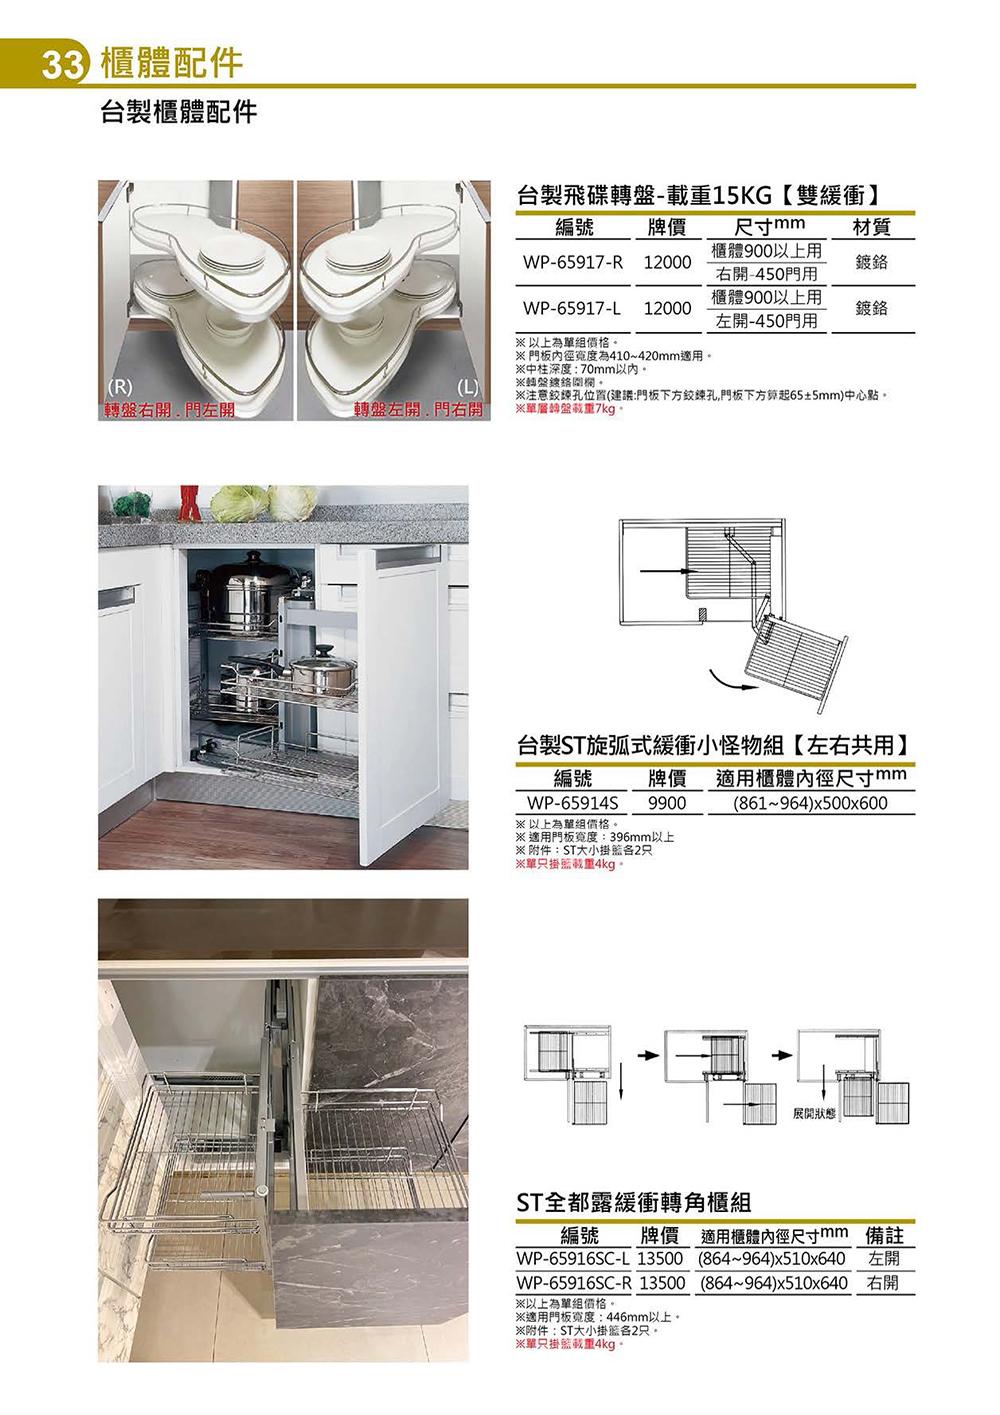 33 櫃體配件
台製櫃體配件
(R)
轉盤右開.門左開
(L)
轉盤左開.門右開
台製飛碟轉盤-載重15KG【雙緩衝】
編號 牌價 尺寸mm 材質
WP-65917-R 12000 櫃體900以上用 鍍鉻
右開-450門用
WP-65917-L 12000 櫃體900以上用 鍍鉻
左開-450門用
※ 以上為單組價格。
※ 門板內徑寬度為410~420mm適用。
※中柱深度:70mm以內。
※轉盤鍍鉻圍欄。
※注意鉸鍊孔位置(建議:門板下方鉸鍊孔,門板下方算起65±5mm)中心點。
※單層轉盤載重7kg。
台製ST旋弧式緩衝小怪物組【左右共用】
編號 牌價 適用櫃體內徑尺寸mm
WP-65914S 9900 (861~964)x500x600
※ 以上為單組價格。
※ 適用門板寬度：396mm以上
※ 附件：ST大小掛籃各2只
※單只掛籃載重4kg。
展開狀態
ST全都露緩衝轉角櫃組
編號 牌價 適用櫃體內徑尺寸mm 備註
WP-65916SC-L 13500 (864~964)x510x640 左開
WP-65916SC-R 13500 (864~964)x510x640 右開
※以上為單組價格。
※適用門板寬度：446mm以上。
※附件：ST大小掛籃各2只。
※單只掛籃載重4kg。